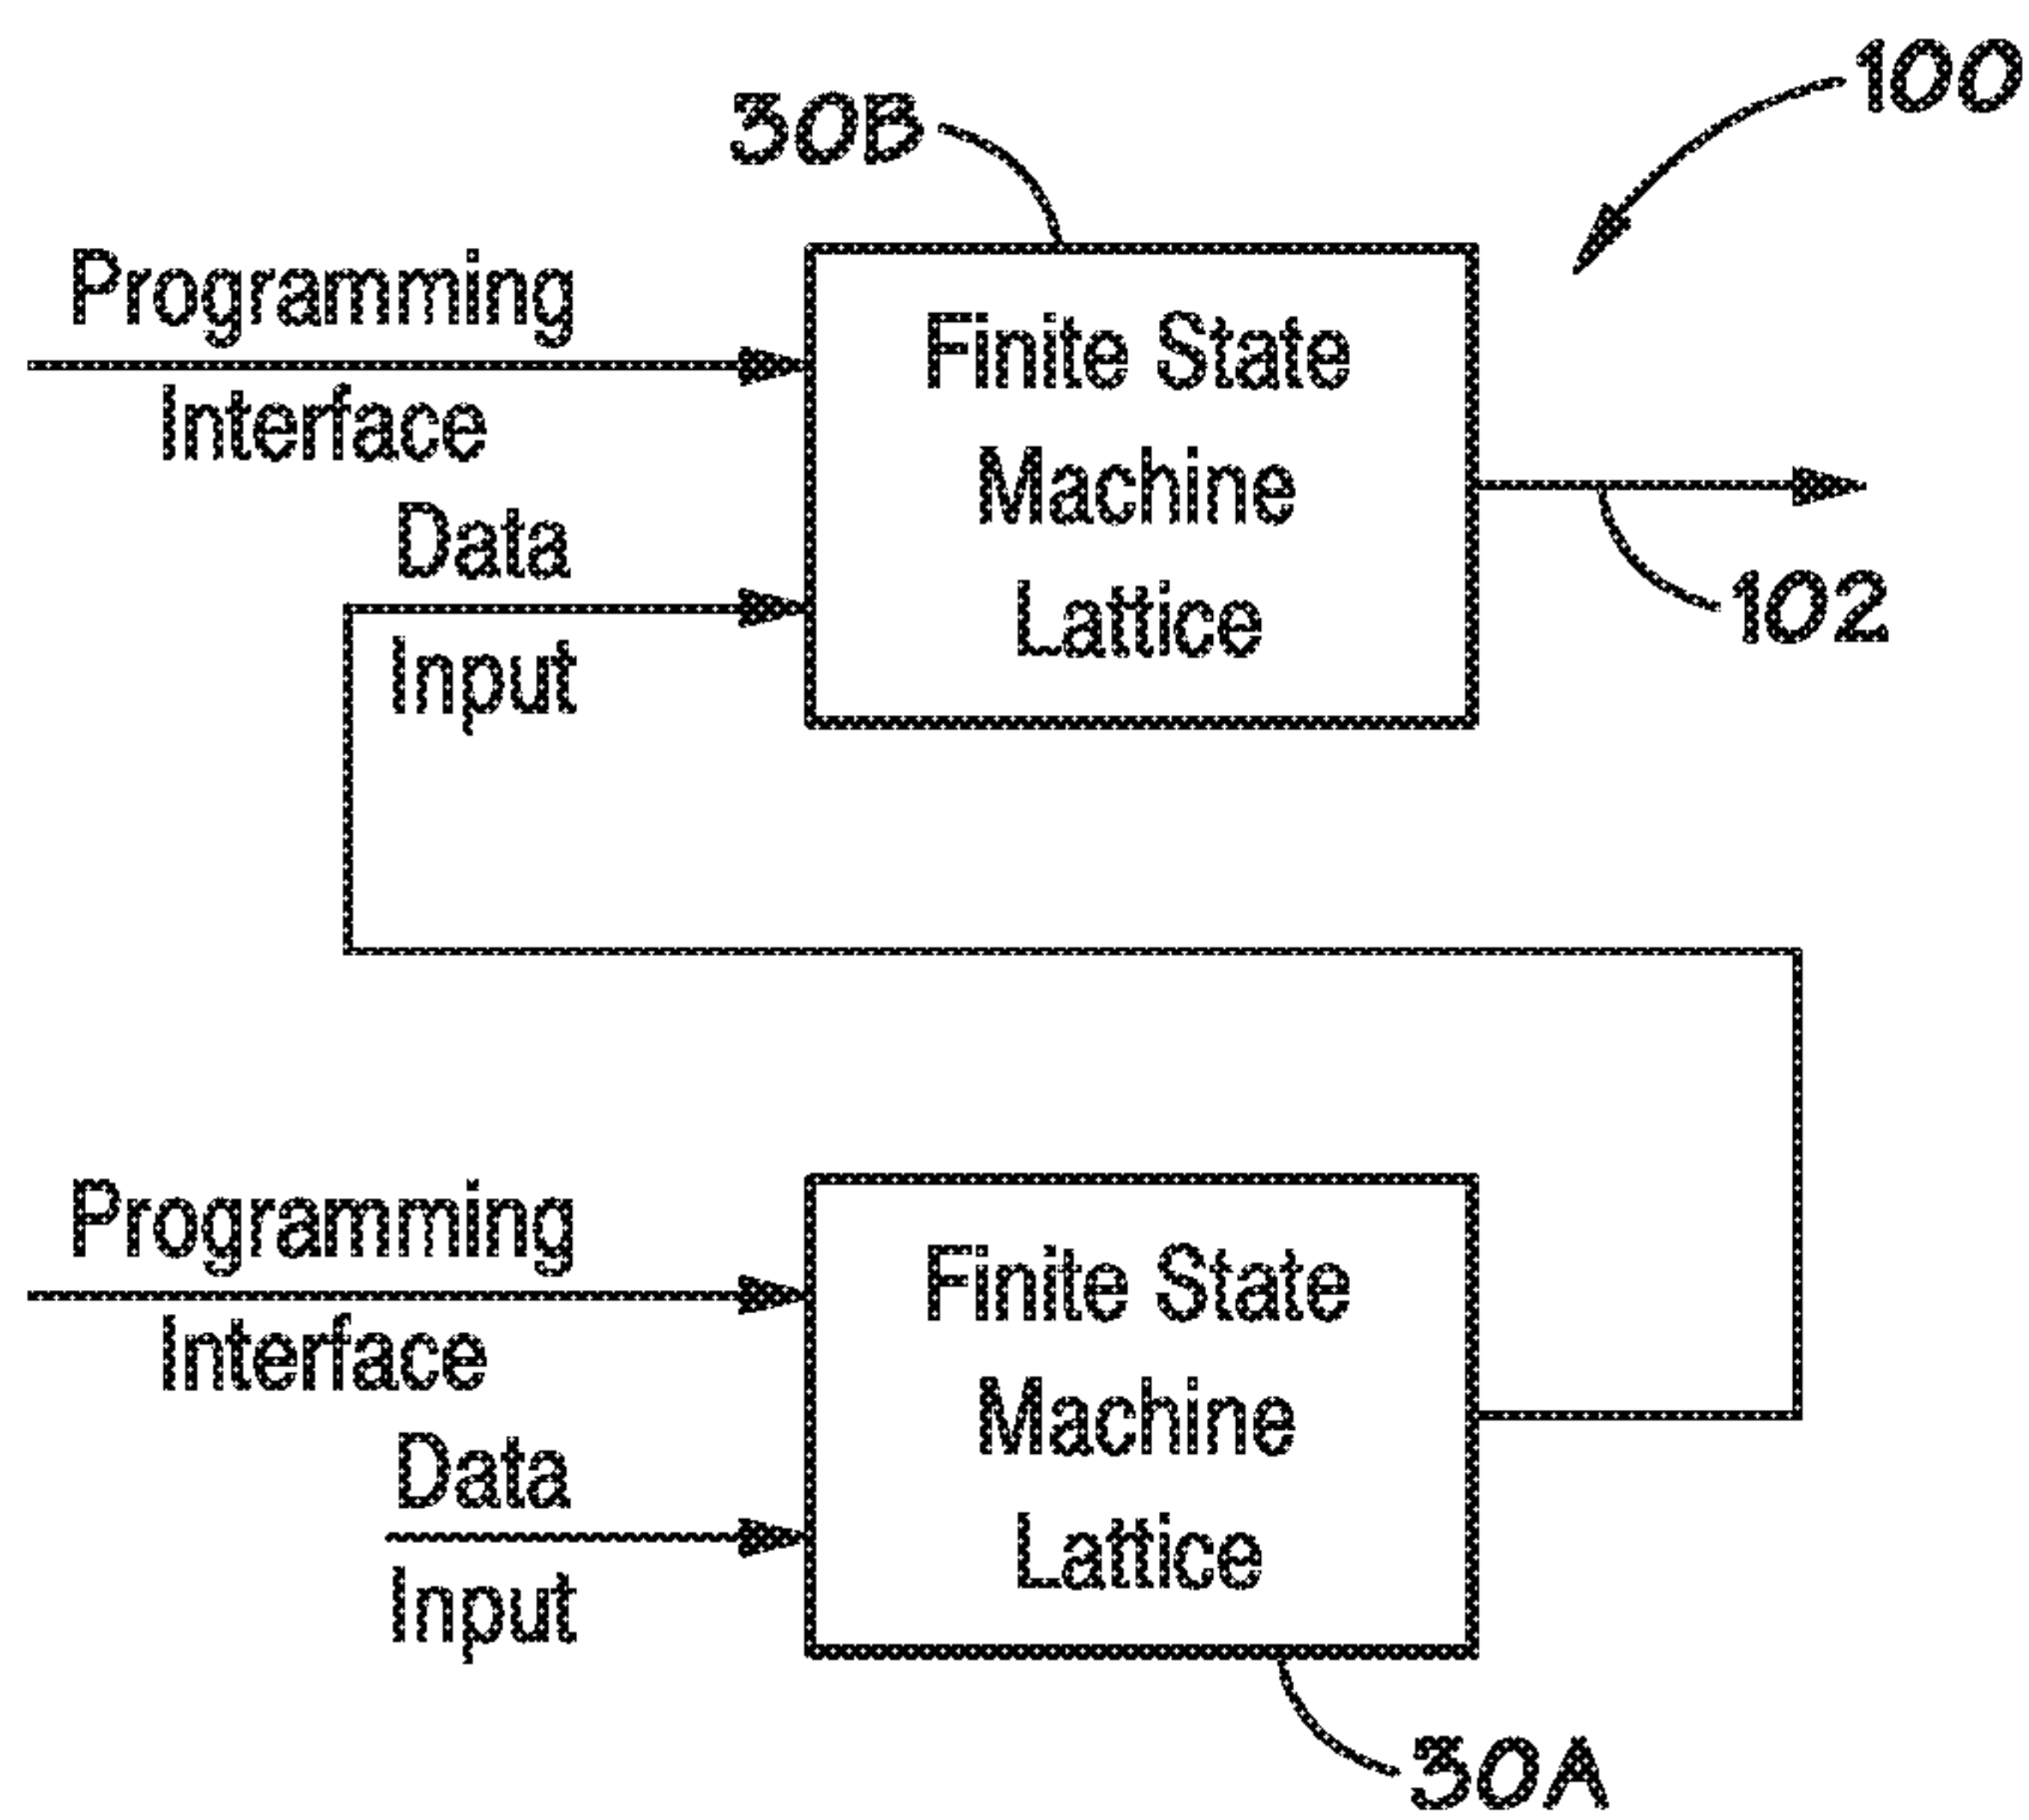 100
30B
Programming
Interface
Data
Input
Finite State
Machine
Lattice
102
Programming
Interface
Data
Input
Finite State
Machine
Lattice
30A